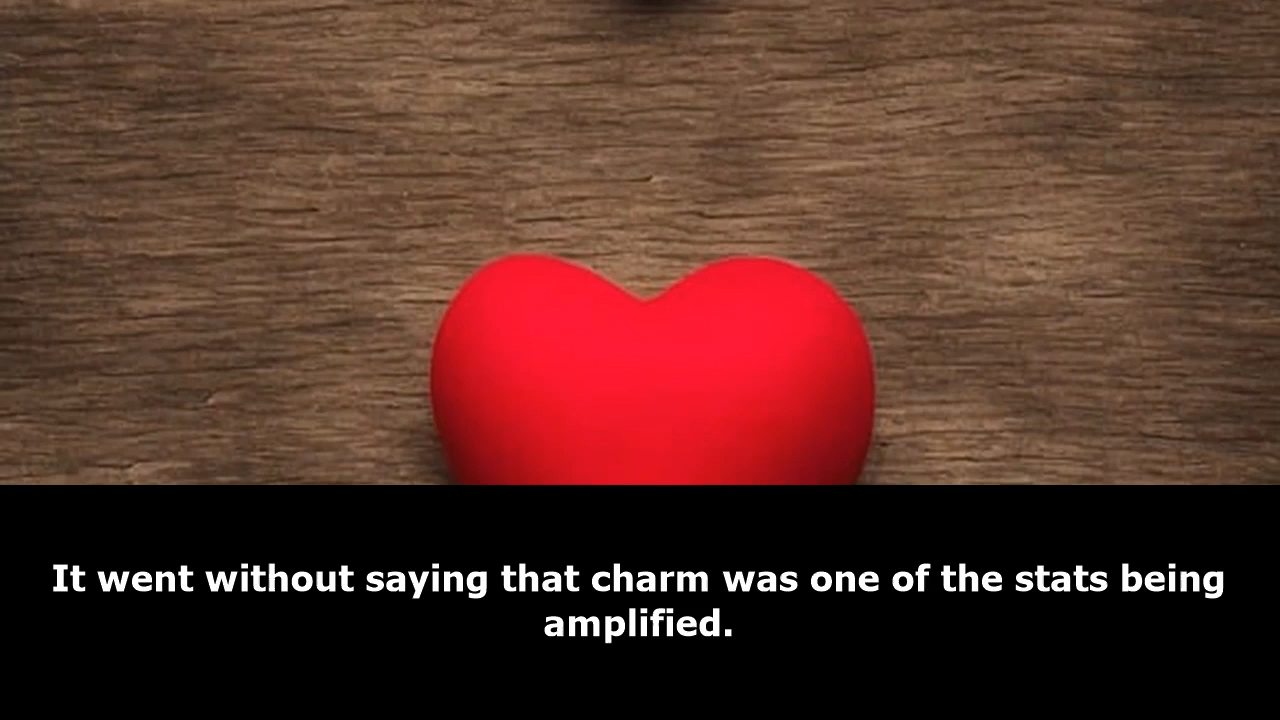 It went without saying that charm was one of the stats being
amplified.